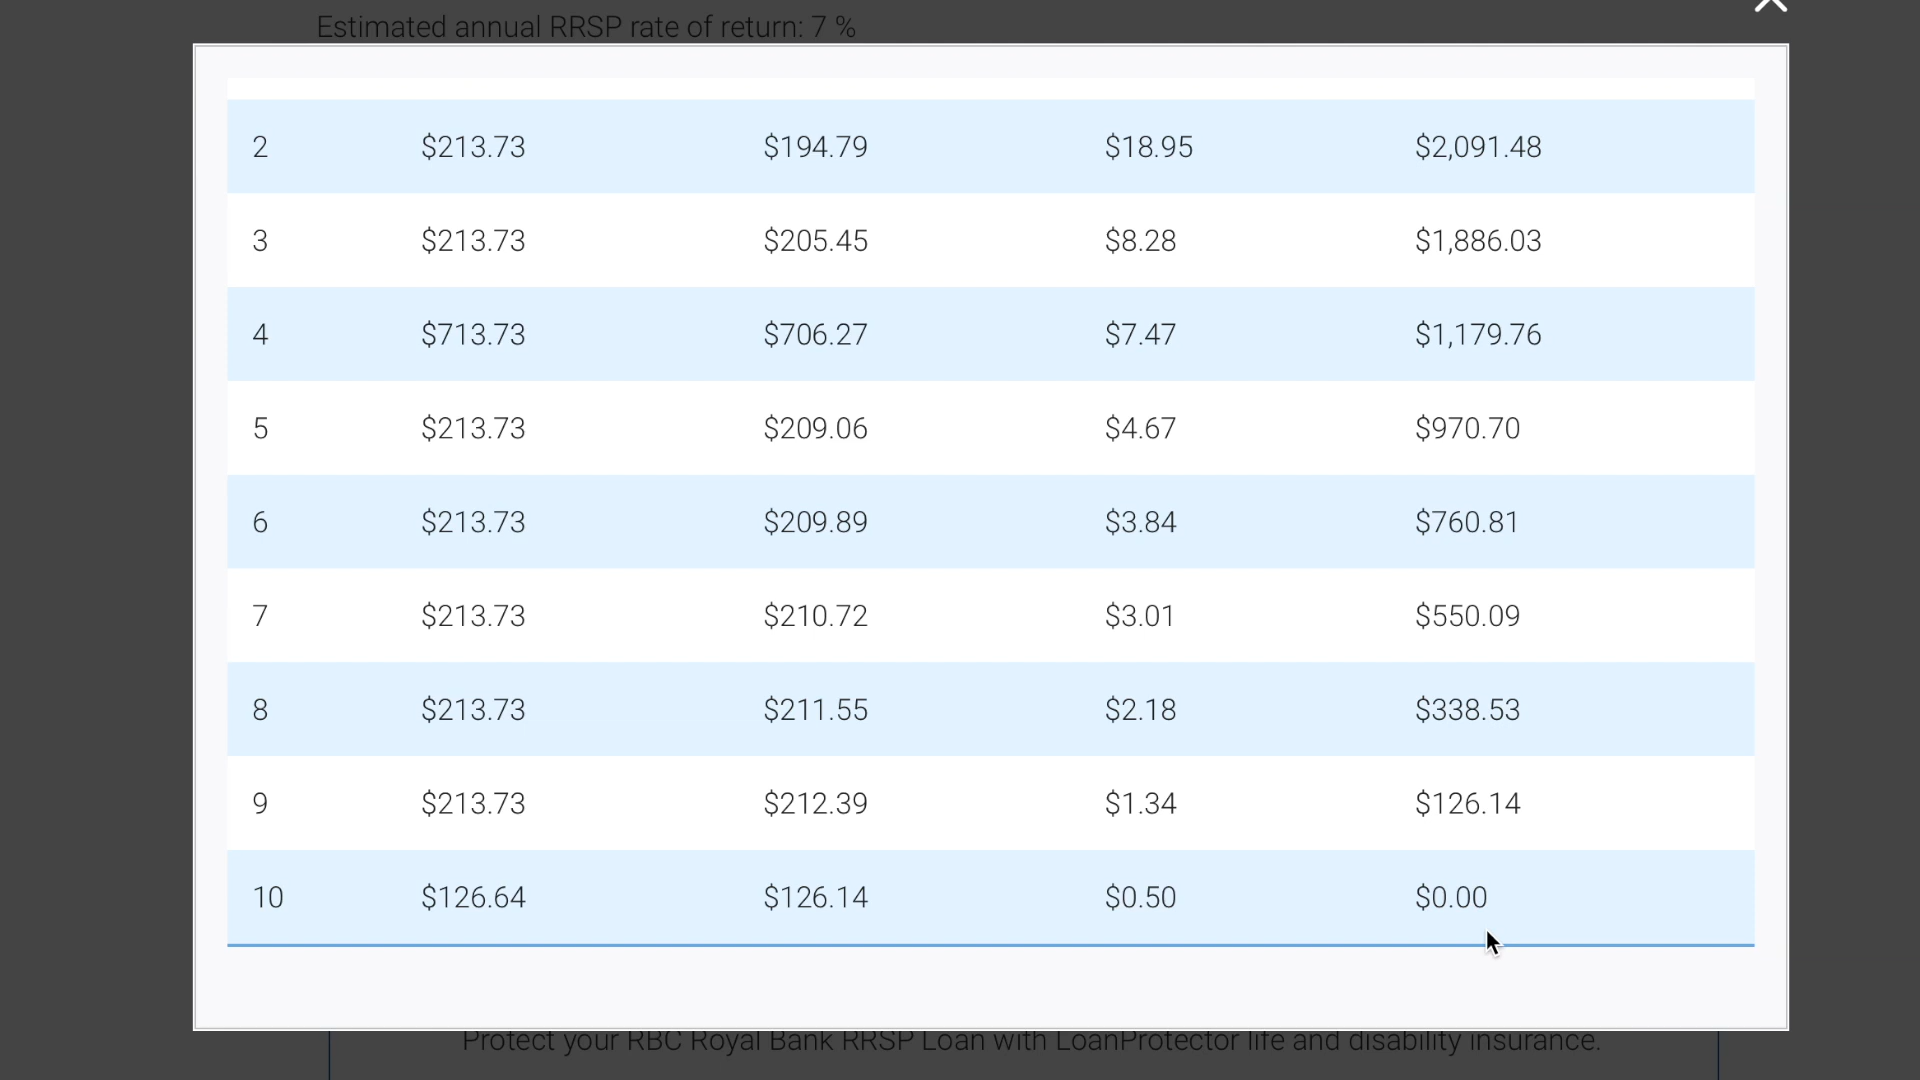 Estimated annual RRSP rate of return: 7 %
2 $213.73 $194.79 $18.95 $2,091.48
3 $213.73 $205.45 $8.28 $1,886.03
4 $713.73 $706.27 $7.47 $1,179.76
5 $213.73 $209.06 $4.67 $970.70
6 $213.73 $209.89 $3.84 $760.81
7 $213.73 $210.72 $3.01 $550.09
8 $213.73 $211.55 $2.18 $338.53
9 $213.73 $212.39 $1.34 $126.14
10 $126.64 $126.14 $0.50 $0.00
Protect your RBC Royal Bank RRSP Loan with LoanProtector life and disability insurance.